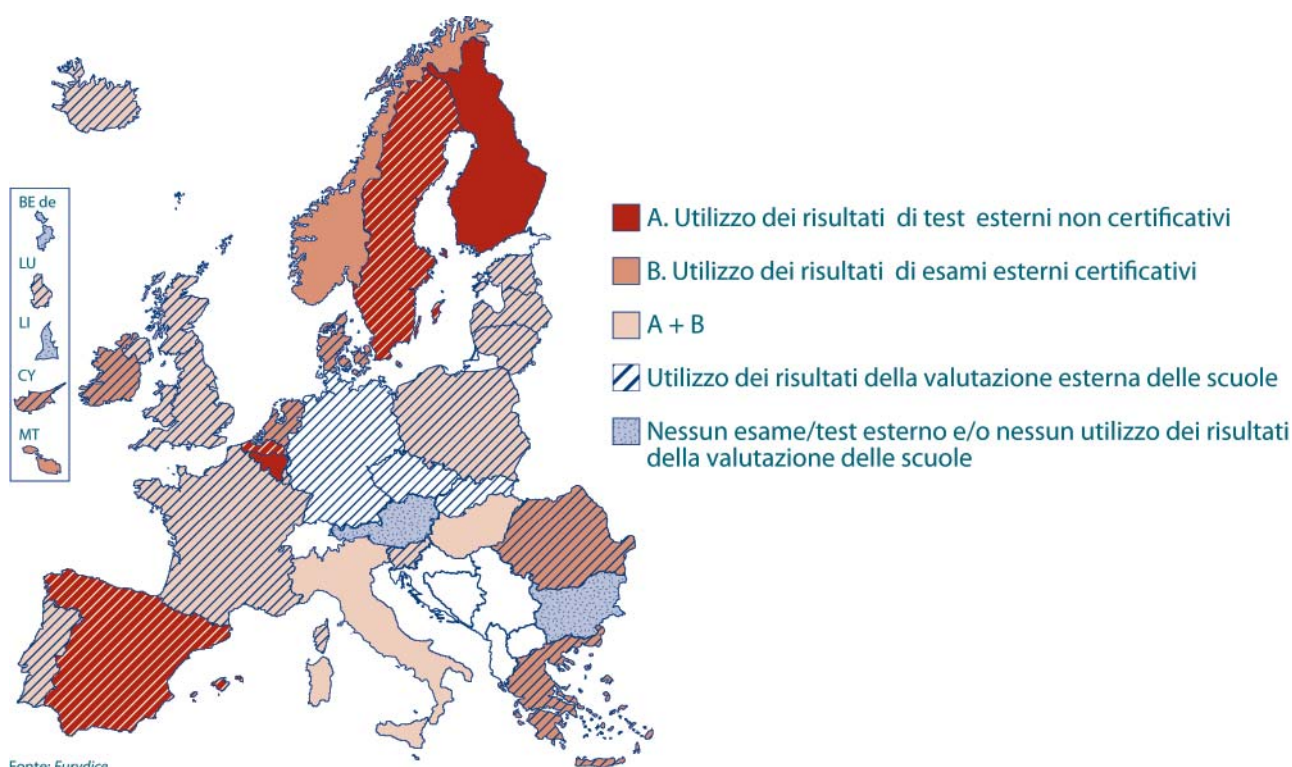 BE de
LU
LI
CY
MT
A. Utilizzo dei risultati di test esterni non certificativi
B. Utilizzo dei risultati di esami esterni certificativi
A + B
Utilizzo dei risultati della valutazione esterna delle scuole
Nessun esame/test esterno e/o nessun utilizzo dei risultati
della valutazione delle scuole
Fonte: Eurydice